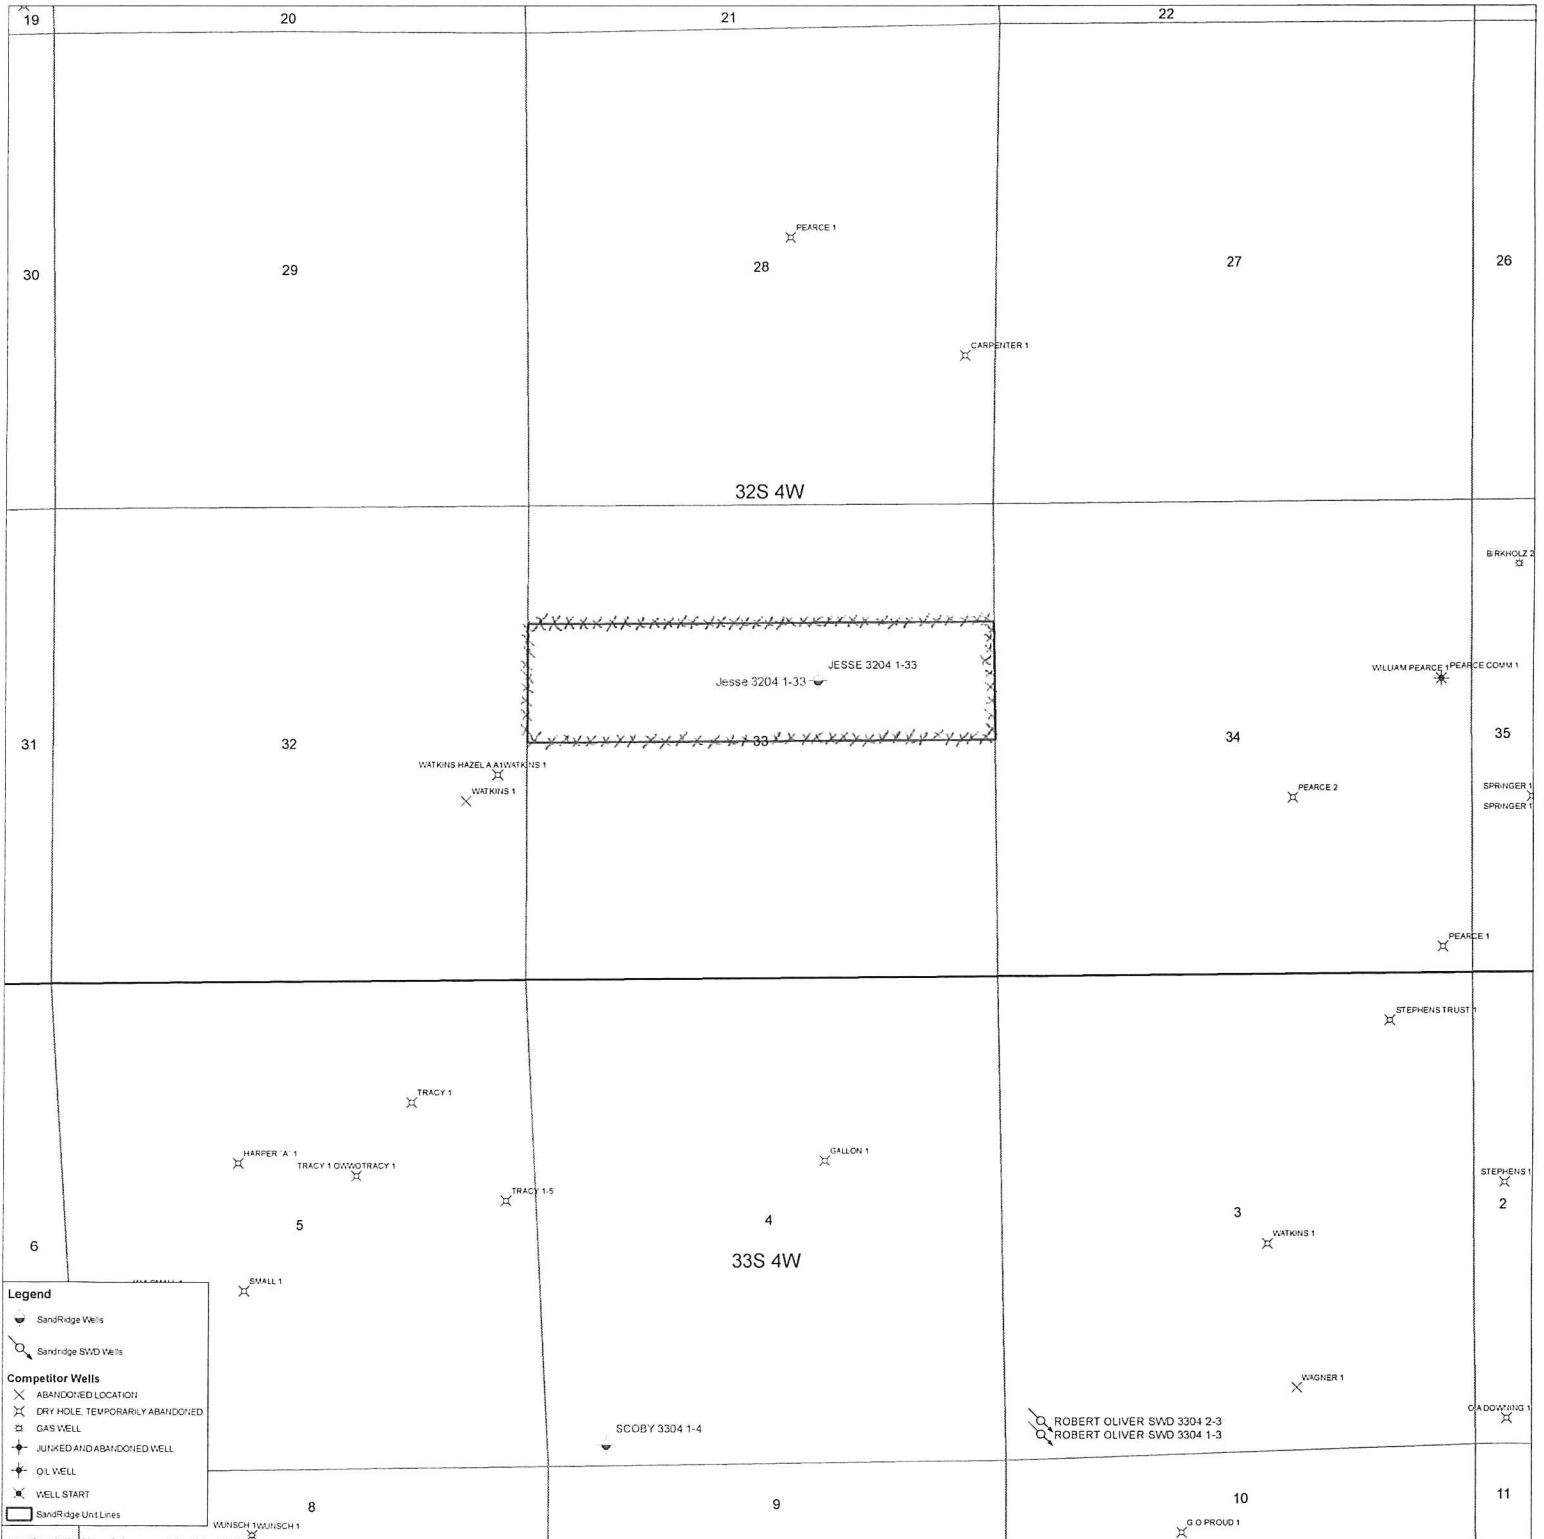 19
20
21
22
PEARCE 1
30
29
28
27
26
CARPENTER 1
32S 4W
BIRKHOLZ 2
JESSE 3204 1-33
Jesse 3204 1-33
WILLIAM PEARCE 1 PEARCE COMM 1
31
32
33
34
35
WATKINS HAZEL A A1WATKINS 1
WATKINS 1
PEARCE 2
SPRINGER 1
SPRINGER 1
PEARCE 1
STEPHENS TRUST 1
TRACY 1
HARPER 'A' 1
TRACY 1 OWWOTRACY 1
GALLON 1
TRACY 1-5
STEPHENS 1
5
4
3
2
6
WATKINS 1
33S 4W
SMALL 1
Legend
SandRidge Wells
Sandridge SWD Wells
Competitor Wells
ABANDONED LOCATION
DRY HOLE, TEMPORARILY ABANDONED
GAS WELL
JUNKED AND ABANDONED WELL
OIL WELL
WELL START
SandRidge Unit Lines
WAGNER 1
O A DOWNING 1
SCOBY 3304 1-4
ROBERT OLIVER SWD 3304 2-3
ROBERT OLIVER SWD 3304 1-3
8
9
10
11
WUNSCH 1WUNSCH 1
G O PROUD 1